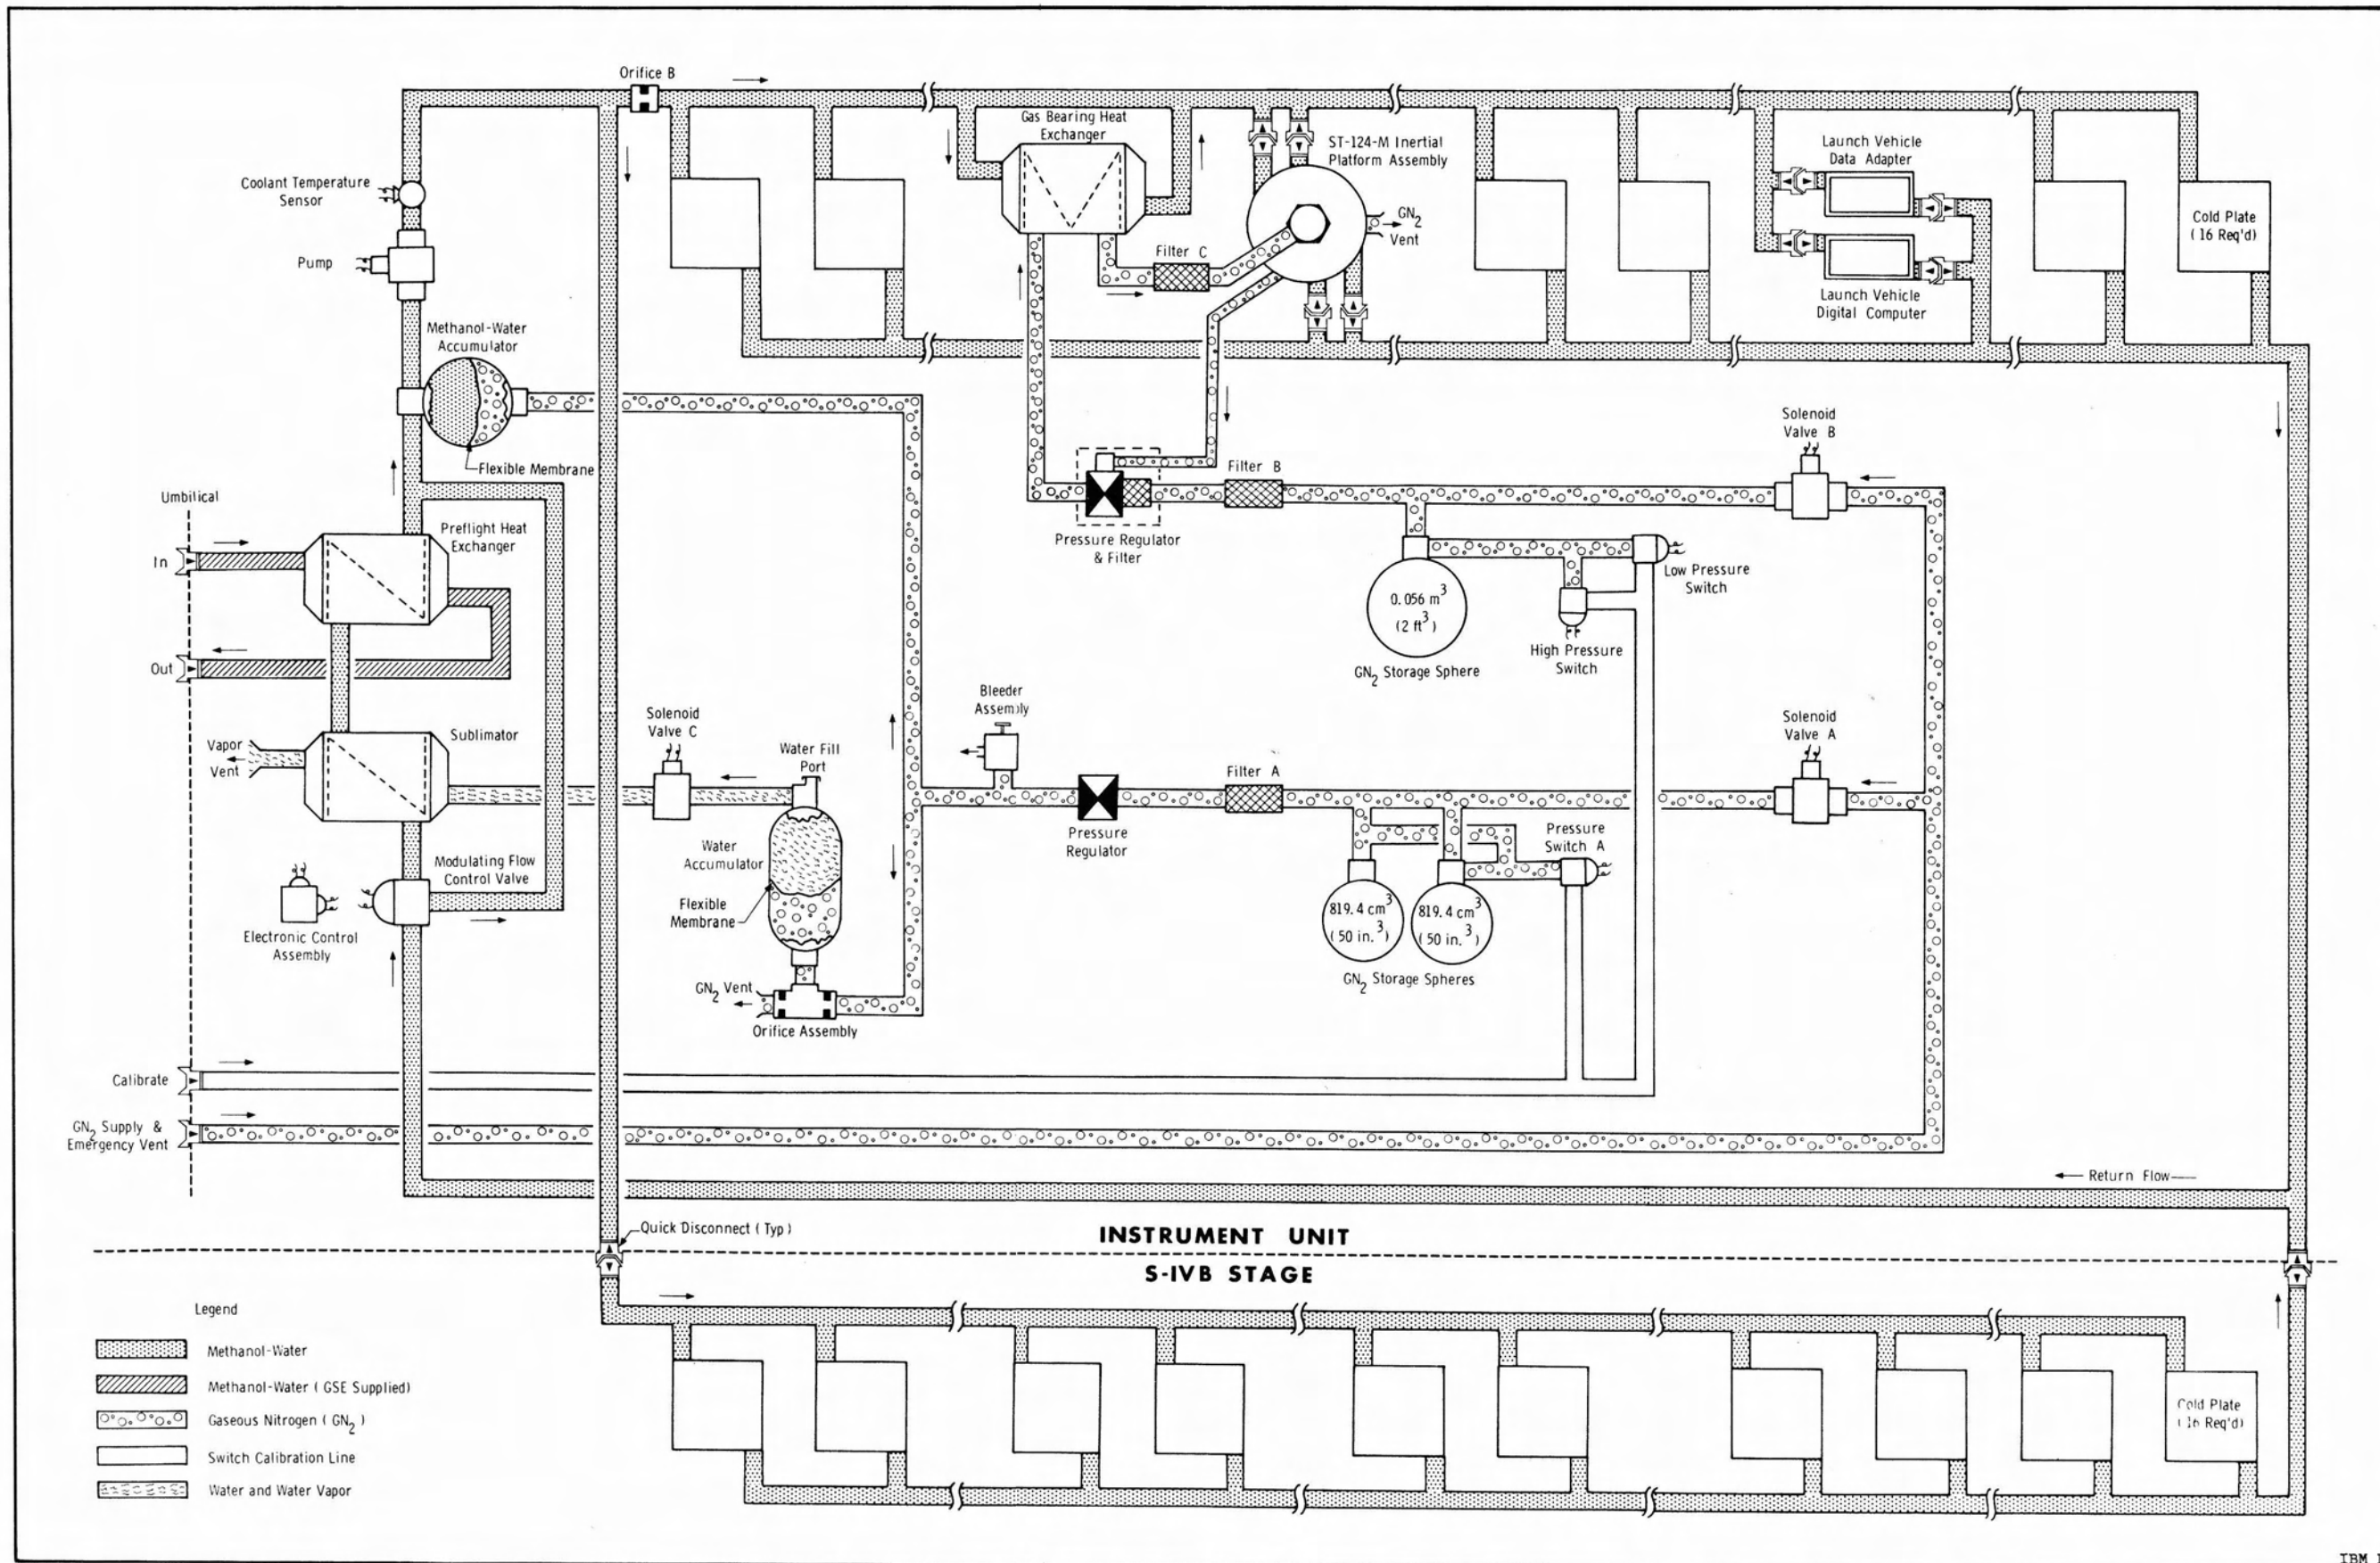 Orifice B
Gas Bearing Heat
Exchanger
ST-124-M Inertial
Platform Assembly
Launch Vehicle
Data Adapter
Coolant Temperature
Sensor
GN2
Vent
Cold Plate
( 16 Req'd)
Filter C
Pump
Launch Vehicle
Digital Computer
Methanol-Water
Accumulator
Solenoid
Valve B
Flexible Membrane
Filter B
Umbilical
Preflight Heat
Exchanger
In
Pressure Regulator
& Filter
Low Pressure
Switch
0.056 m3
(2 ft3)
High Pressure
Switch
Out
GN2 Storage Sphere
Bleeder
Assembly
Solenoid
Valve C
Solenoid
Valve A
Sublimator
Vapor
Vent
Water Fill
Port
Filter A
Pressure
Regulator
Pressure
Switch A
Water
Accumulator
Modulating Flow
Control Valve
Flexible
Membrane
819.4 cm3
( 50 in.3)
819.4 cm3
( 50 in.3)
Electronic Control
Assembly
GN2 Storage Spheres
GN2 Vent
Orifice Assembly
Calibrate
GN2 Supply &
Emergency Vent
Return Flow
Quick Disconnect ( Typ )
INSTRUMENT UNIT
S-IVB STAGE
Legend
Methanol-Water
Methanol-Water ( GSE Supplied)
Gaseous Nitrogen ( GN2 )
Switch Calibration Line
Water and Water Vapor
Cold Plate
( 16 Req'd)
IBM